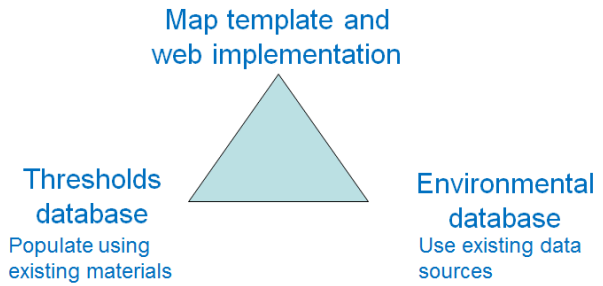 Map template and
web implementation
Thresholds
database
Populate using
existing materials
Environmental
database
Use existing data
sources